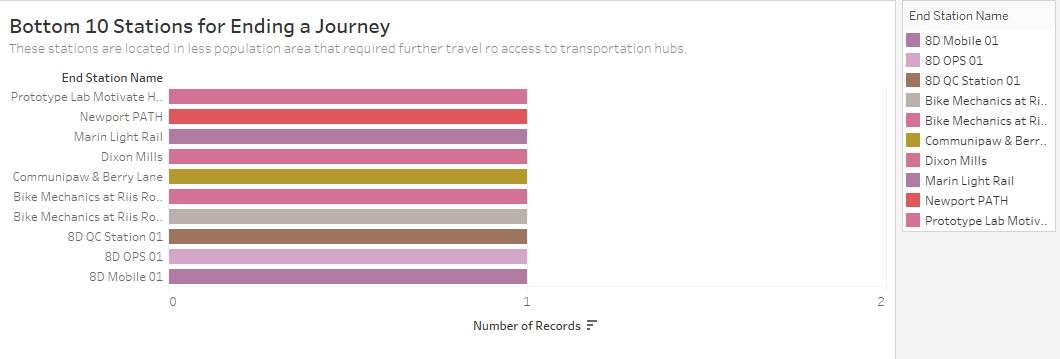 Bottom 10 Stations for Ending a Journey
These stations are located in less population area that required further travel ro access to transportation hubs.
End Station Name
Prototype Lab Motivate H..
Newport PATH
Marin Light Rail
Dixon Mills
Communipaw & Berry Lane
Bike Mechanics at Riis Ro..
Bike Mechanics at Riis Ro..
8D QC Station 01
8D OPS 01
8D Mobile 01
0 1 2
Number of Records
End Station Name
8D Mobile 01
8D OPS 01
8D QC Station 01
Bike Mechanics at Ri..
Bike Mechanics at Ri..
Communipaw & Berr..
Dixon Mills
Marin Light Rail
Newport PATH
Prototype Lab Motiv..